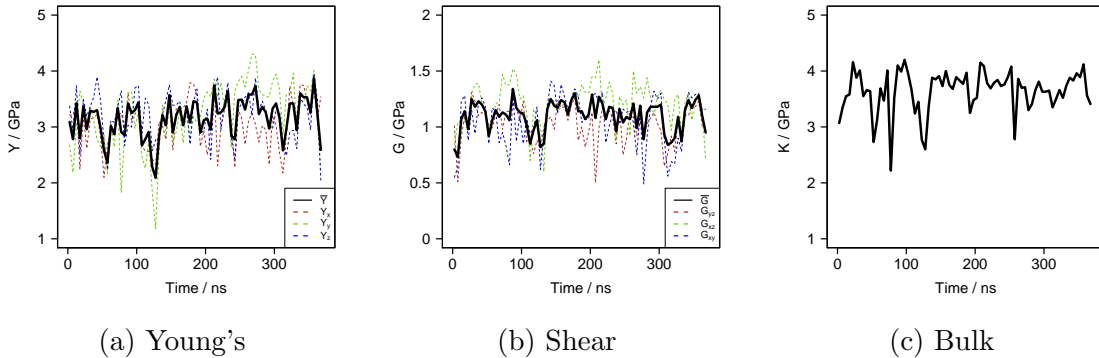 5
4
3
2
1
Y / GPa
0 100 200 300
Time / ns
Y̅
Yx
Yy
Yz
(a) Young's
2
1.5
1
0.5
0
G / GPa
0 100 200 300
Time / ns
G̅
Gyz
Gxz
Gxy
(b) Shear
5
4
3
2
1
K / GPa
0 100 200 300
Time / ns
(c) Bulk